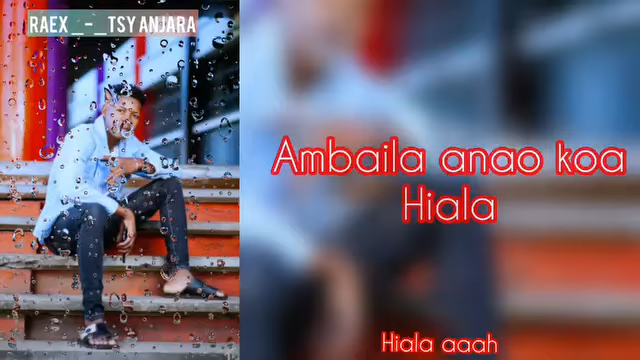 RAEX _-_TSY ANJARA
Ambaila anao koa
Hiala
Hiala aaah